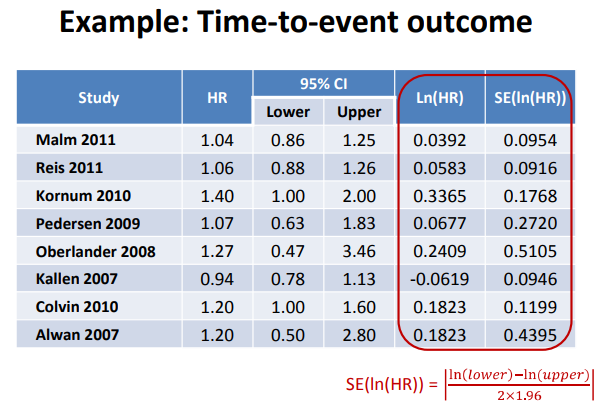 Example: Time-to-event outcome
Study HR 95% CI Ln(HR) SE(ln(HR))
Lower Upper
Malm 2011 1.04 0.86 1.25 0.0392 0.0954
Reis 2011 1.06 0.88 1.26 0.0583 0.0916
Kornum 2010 1.40 1.00 2.00 0.3365 0.1768
Pedersen 2009 1.07 0.63 1.83 0.0677 0.2720
Oberlander 2008 1.27 0.47 3.46 0.2409 0.5105
Kallen 2007 0.94 0.78 1.13 -0.0619 0.0946
Colvin 2010 1.20 1.00 1.60 0.1823 0.1199
Alwan 2007 1.20 0.50 2.80 0.1823 0.4395
SE(ln(HR)) = |ln(lower)−ln(upper) / 2×1.96|